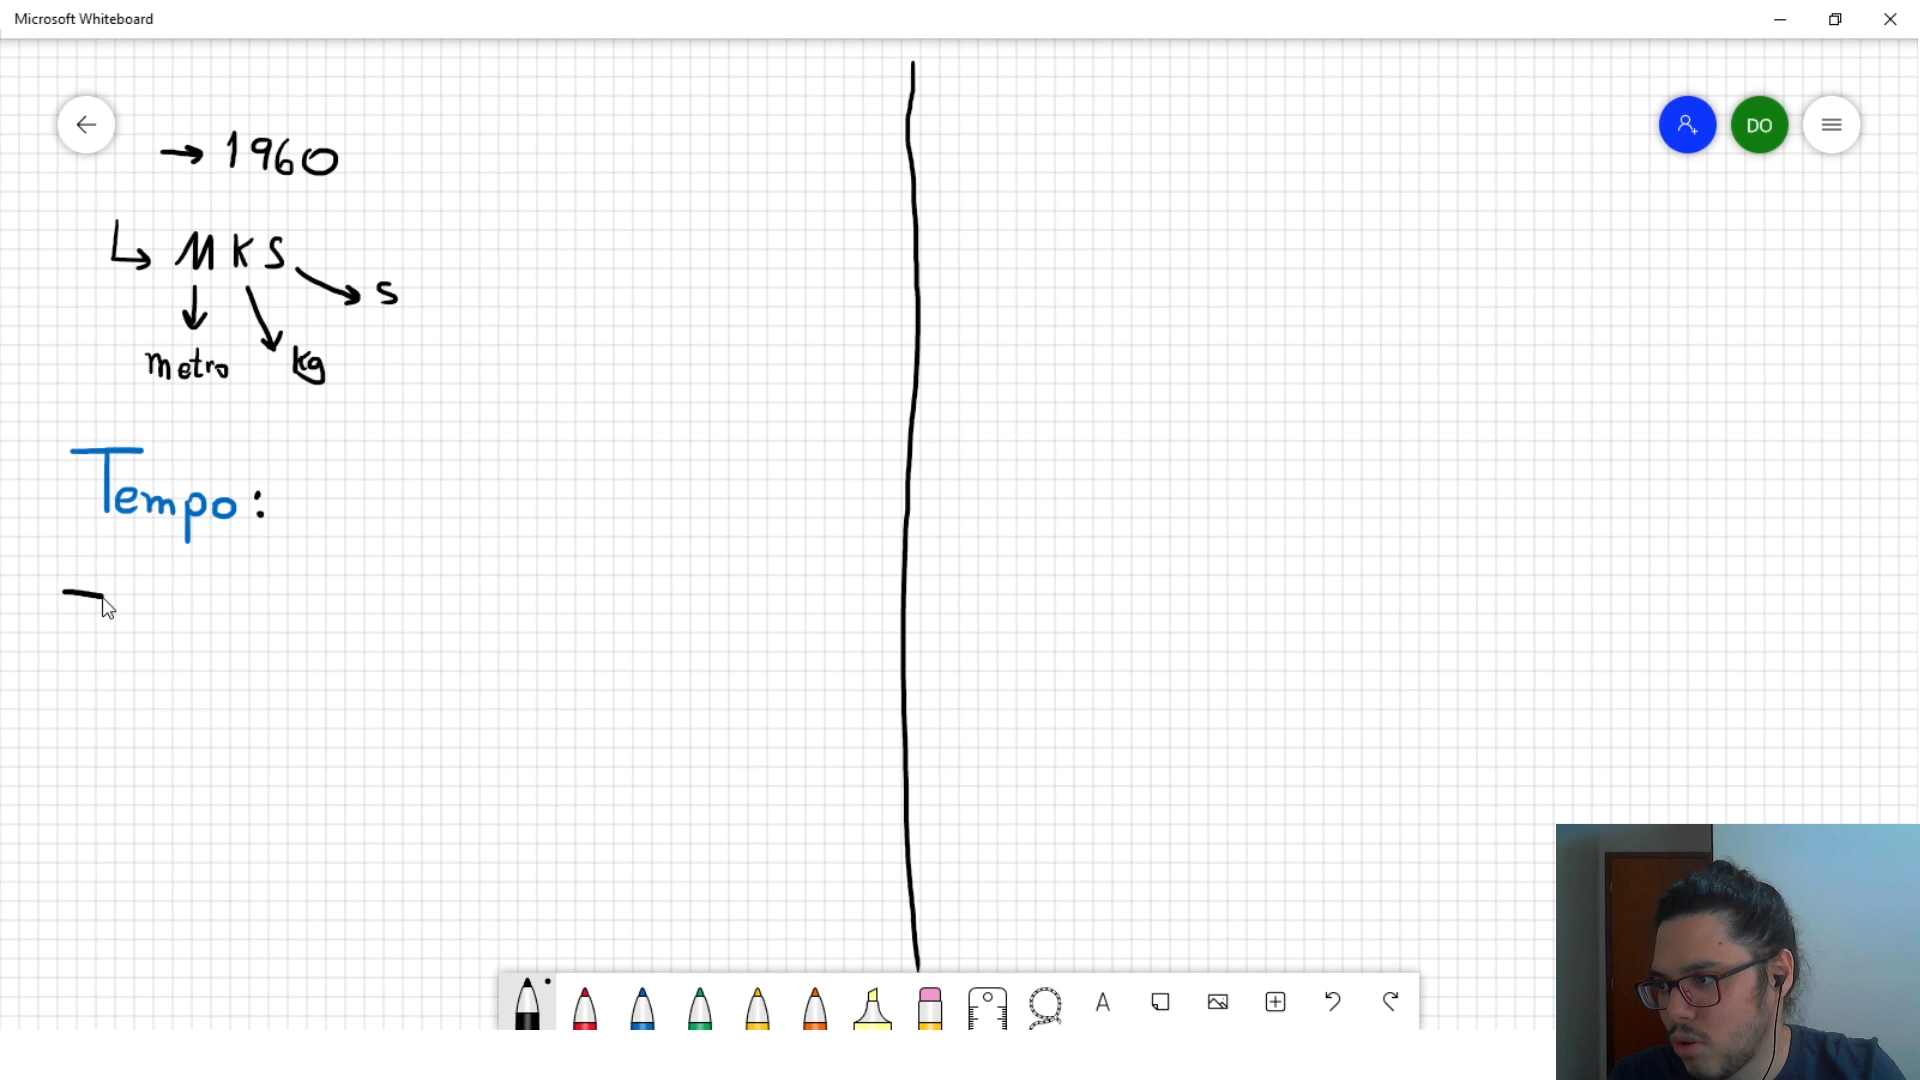 Microsoft Whiteboard
DO
→ 1960
↳ MKS
s
metro
kg
Tempo:
A